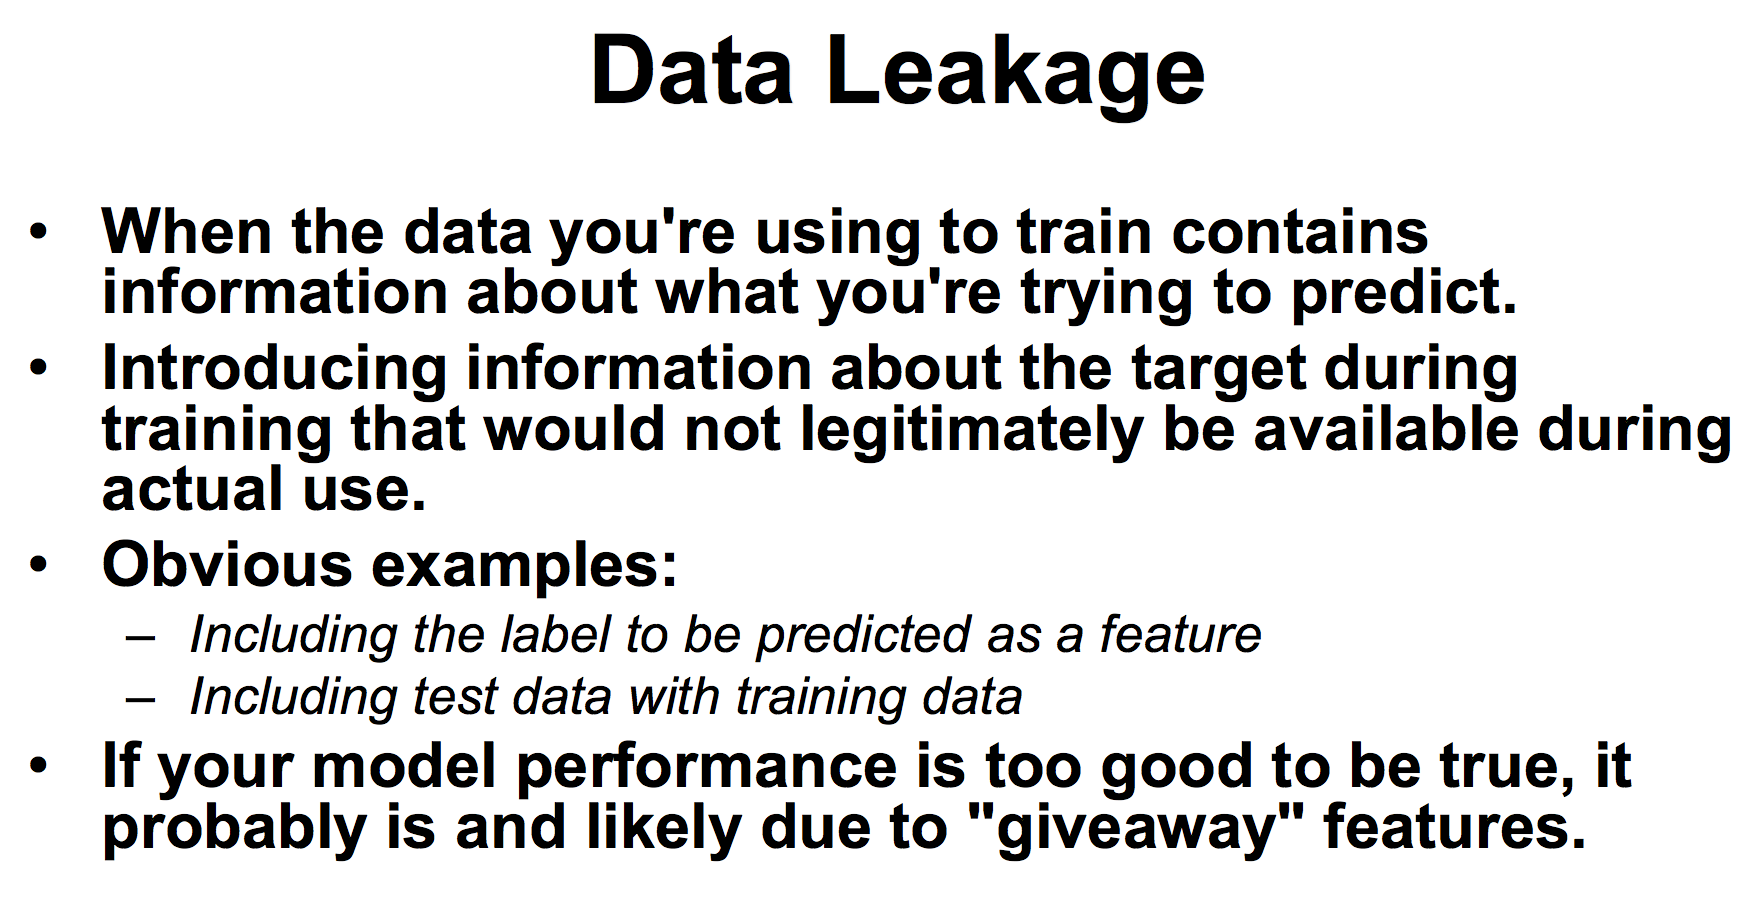 Data Leakage
• When the data you're using to train contains
information about what you're trying to predict.
• Introducing information about the target during
training that would not legitimately be available during
actual use.
• Obvious examples:
– Including the label to be predicted as a feature
– Including test data with training data
• If your model performance is too good to be true, it
probably is and likely due to "giveaway" features.